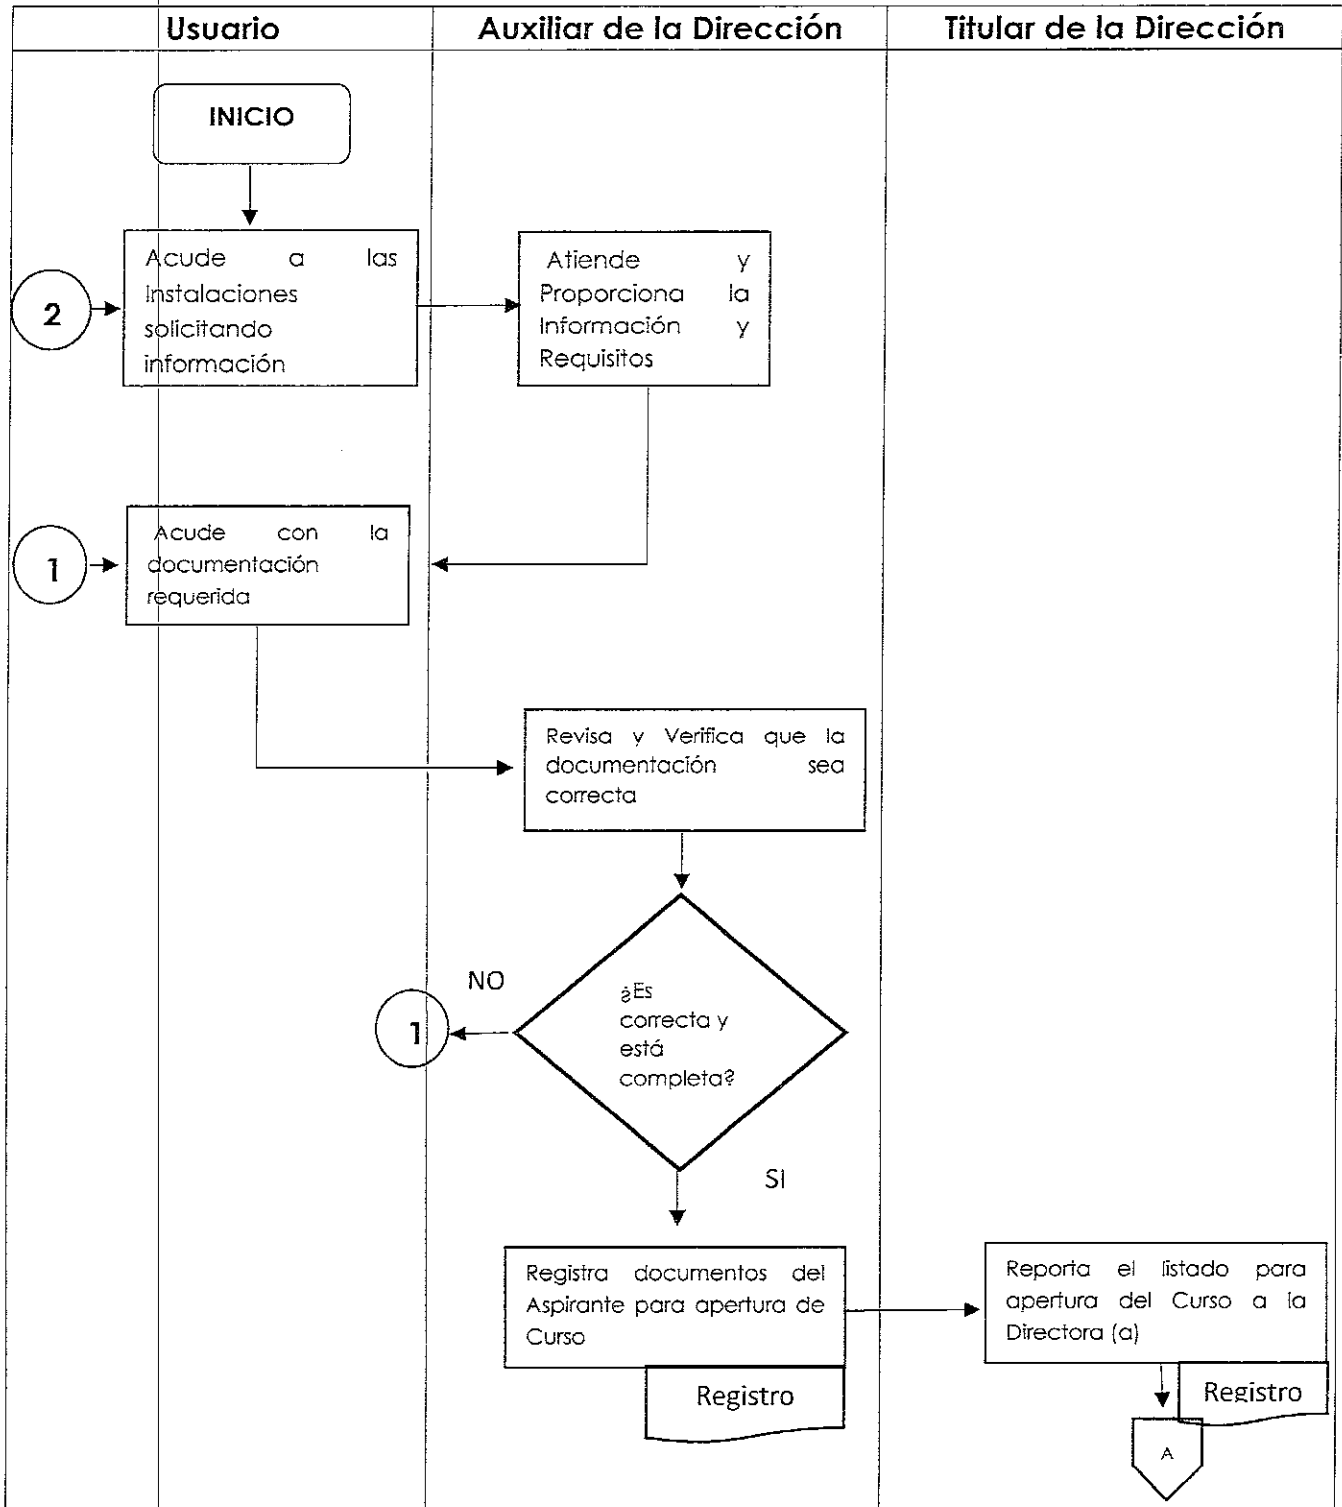 Usuario
Auxiliar de la Dirección
Titular de la Dirección
INICIO
2
Acude a las
Instalaciones
solicitando
información
Atiende y
Proporciona la
Información y
Requisitos
1
Acude con la
documentación
requerida
Revisa y Verifica que la
documentación sea
correcta
NO
1
¿Es
correcta y
está
completa?
SI
Registra documentos del
Aspirante para apertura de
Curso
Registro
Reporta el listado para
apertura del Curso a la
Directora (a)
Registro
A